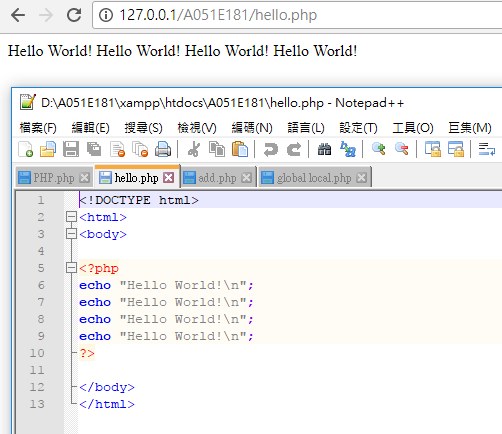 127.0.0.1/A051E181/hello.php
Hello World! Hello World! Hello World! Hello World!
D:\A051E181\xampp\htdocs\A051E181\hello.php - Notepad++
檔案(F) 編輯(E) 搜尋(S) 檢視(V) 編碼(N) 語言(L) 設定(T) 工具(O) 巨集(M)
PHP.php hello.php add.php global local.php
1 <!DOCTYPE html>
2 <html>
3 <body>
4
5 <?php
6 echo "Hello World!\n";
7 echo "Hello World!\n";
8 echo "Hello World!\n";
9 echo "Hello World!\n";
10 ?>
11
12 </body>
13 </html>